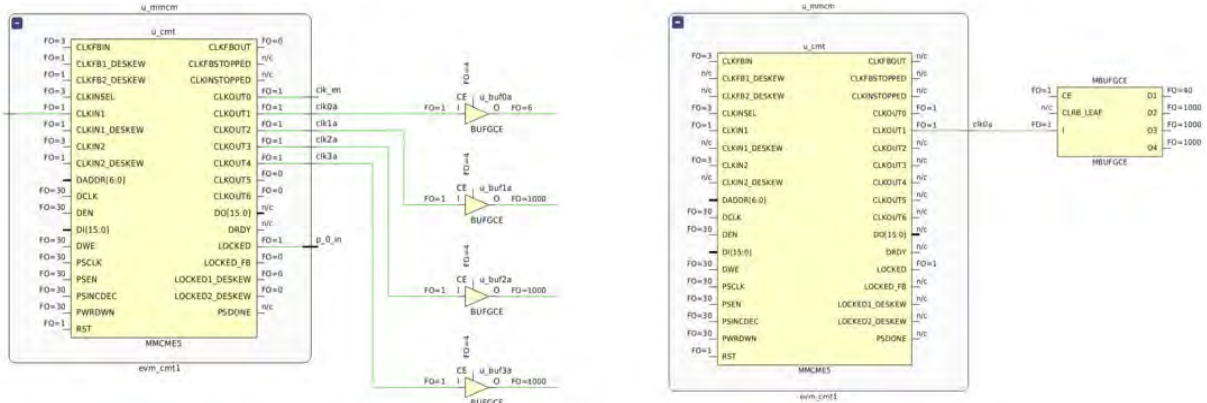 u_mmcm
u_cmt
FO=3 CLKFBIN CLKFBOUT FO=0
FO=1 CLKFB1_DESKEW CLKFBSTOPPED n/c
FO=1 CLKFB2_DESKEW CLKINSTOPPED n/c
FO=3 CLKINSEL CLKOUT0 FO=1 clk_en
FO=1 CLKIN1 CLKOUT1 FO=1 clk0a
FO=1 CLKIN1_DESKEW CLKOUT2 FO=1 clk1a
FO=3 CLKIN2 CLKOUT3 FO=1 clk2a
FO=1 CLKIN2_DESKEW CLKOUT4 FO=1 clk3a
DADDR(6:0) CLKOUT5 FO=0
FO=30 DCLK CLKOUT6 FO=0
FO=30 DEN DO(15:0) n/c
DI(15:0) DRDY n/c
FO=30 DWE LOCKED FO=1 p_0_in
FO=30 PSCLK LOCKED_FB FO=0
FO=30 PSEN LOCKED1_DESKEW FO=0
FO=30 PSINCDEC LOCKED2_DESKEW FO=0
FO=30 PWRDWN PSDONE n/c
FO=1 RST
MMCME5
evm_cmt1
FO=4
CE u_buf0a
FO=1 I O FO=6
BUFGCE
FO=4
CE u_buf1a
FO=1 I O FO=1000
BUFGCE
FO=4
CE u_buf2a
FO=1 I O FO=1000
BUFGCE
FO=4
CE u_buf3a
FO=1 I O FO=1000
BUFGCE
u_mmcm
u_cmt
FO=3 CLKFBIN CLKFBOUT n/c
n/c CLKFB1_DESKEW CLKFBSTOPPED n/c
n/c CLKFB2_DESKEW CLKINSTOPPED n/c
FO=3 CLKINSEL CLKOUT0 FO=1
FO=1 CLKIN1 CLKOUT1 FO=1 clk0a
n/c CLKIN1_DESKEW CLKOUT2 n/c
FO=3 CLKIN2 CLKOUT3 n/c
n/c CLKIN2_DESKEW CLKOUT4 n/c
DADDR(6:0) CLKOUT5 n/c
FO=30 DCLK CLKOUT6 n/c
FO=30 DEN DO(15:0) n/c
DI(15:0) DRDY n/c
FO=30 DWE LOCKED FO=1
FO=30 PSCLK LOCKED_FB n/c
FO=30 PSEN LOCKED1_DESKEW n/c
FO=30 PSINCDEC LOCKED2_DESKEW n/c
FO=30 PWRDWN PSDONE n/c
FO=1 RST
MMCME5
evm_cmt1
MBUFGCE
FO=1 CE O1 FO=40
n/c CLRB_LEAF O2 FO=1000
FO=1 I O3 FO=1000
O4 FO=1000
MBUFGCE